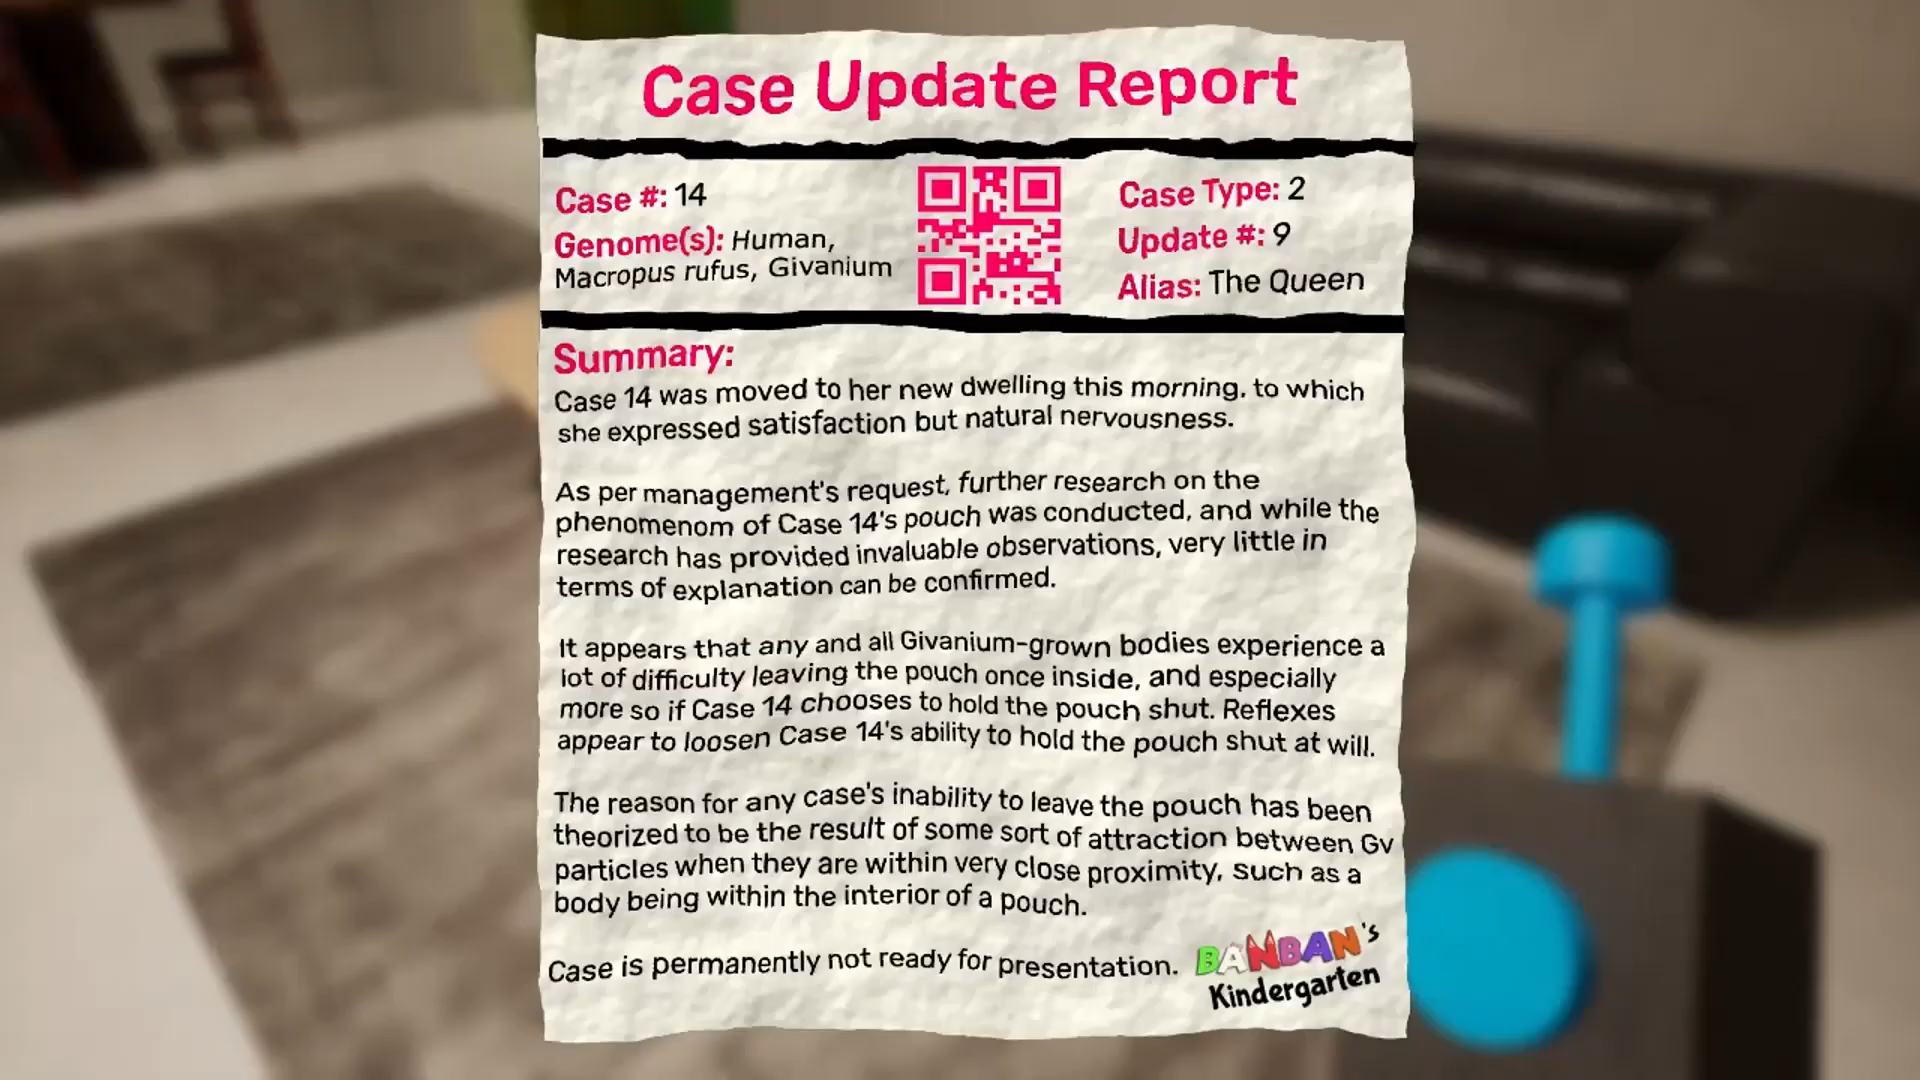 Case Update Report
Case #: 14
Genome(s): Human,
Macropus rufus, Givanium
Case Type: 2
Update #: 9
Alias: The Queen
Summary:
Case 14 was moved to her new dwelling this morning, to which
she expressed satisfaction but natural nervousness.
As per management's request, further research on the
phenomenom of Case 14's pouch was conducted, and while the
research has provided invaluable observations, very little in
terms of explanation can be confirmed.
It appears that any and all Givanium-grown bodies experience a
lot of difficulty leaving the pouch once inside, and especially
more so if Case 14 chooses to hold the pouch shut. Reflexes
appear to loosen Case 14's ability to hold the pouch shut at will.
The reason for any case's inability to leave the pouch has been
theorized to be the result of some sort of attraction between Gv
particles when they are within very close proximity, such as a
body being within the interior of a pouch.
Case is permanently not ready for presentation.
BANBAN's
Kindergarten